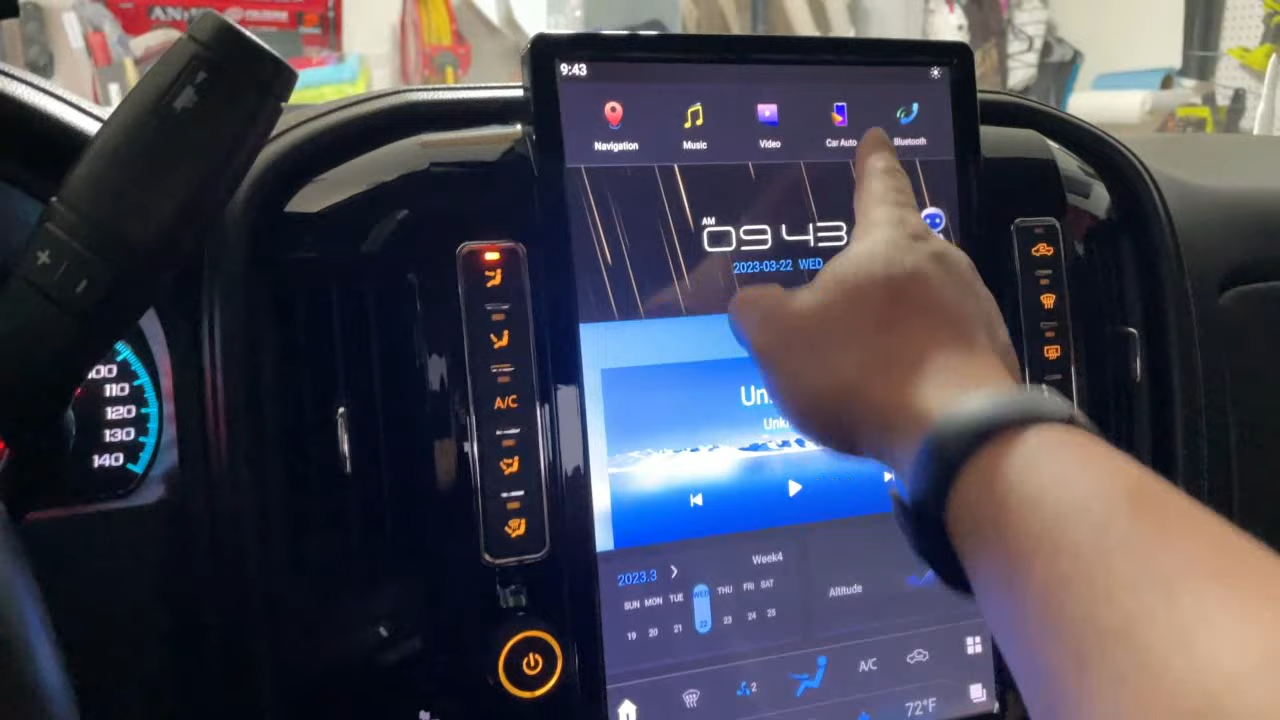 9:43
Navigation Music Video Car Auto Bluetooth
AM
09 43
2023-03-22 WED
Un
Unk
2023.3 Week4
SUN MON TUE WED THU FRI SAT
19 20 21 22 23 24 25
Altitude
2 A/C
72°F
A/C
+
-
100
110
120
130
140